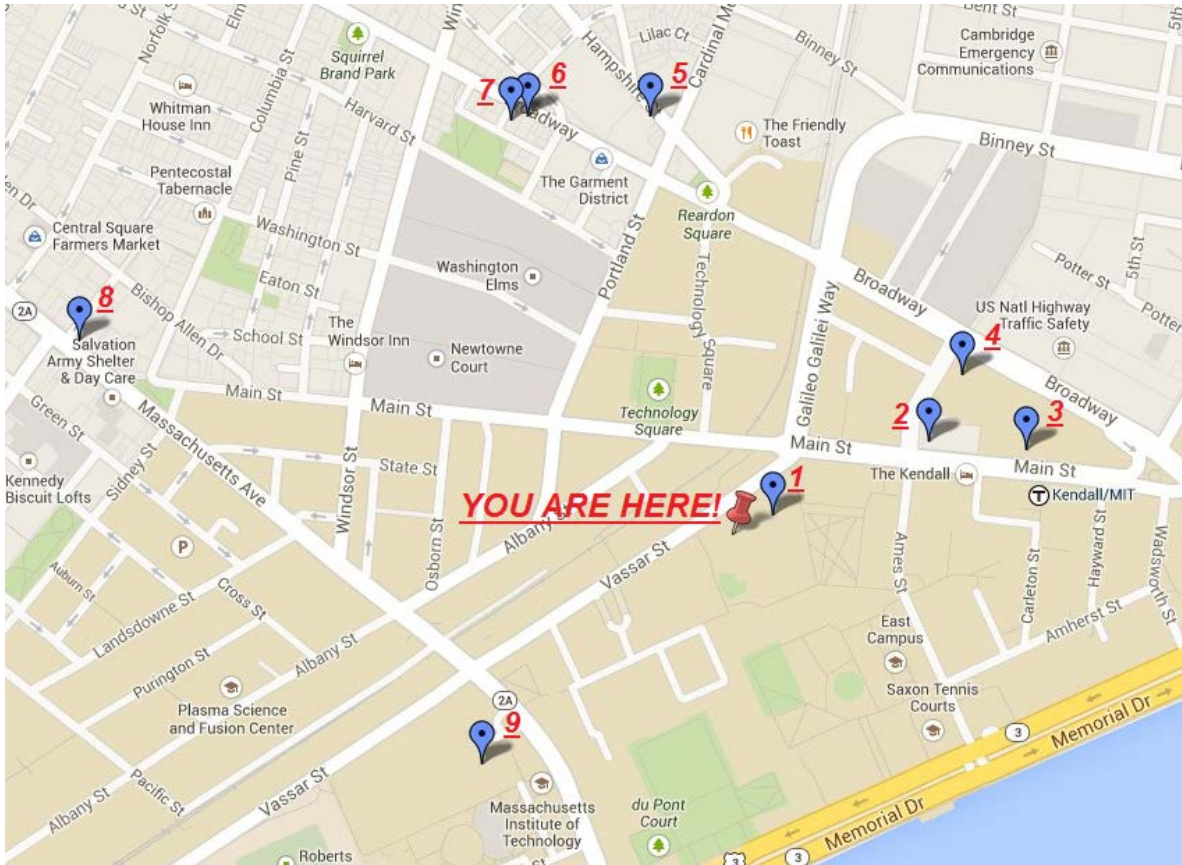 Norfolk St
Elm
Columbia St
Squirrel
Brand Park
Win
Hampshire St
Lilac Ct
Cardinal Me
Binney St
Bent St
5th St
Cambridge
Emergency
Communications
7
6
5
Whitman
House Inn
Harvard St
Pine St
Broadway
The Friendly
Toast
Binney St
Pentecostal
Tabernacle
The Garment
District
Reardon
Square
Central Square
Farmers Market
Washington St
Washington
Elms
Portland St
Technology Square
Galileo Galilei Way
Broadway
5th St
Potter St
Potter
Eaton St
2A
8
Bishop Allen Dr
School St
The
Windsor Inn
Newtowne
Court
US Natl Highway
Traffic Safety
4
Broadway
Salvation
Army Shelter
& Day Care
Main St
Main St
Technology
Square
2
3
Green St
Massachusetts Ave
Main St
Main St
Kennedy
Biscuit Lofts
Sidney St
State St
Windsor St
The Kendall
T Kendall/MIT
1
YOU ARE HERE!
P
Osborn St
Albany St
Vassar St
Ames St
Carleton St
Hayward St
Wadsworth St
Auburn St
Cross St
Landsdowne St
Amherst St
Purington St
Albany St
East
Campus
Plasma Science
and Fusion Center
2A
Saxon Tennis
Courts
9
3
Memorial Dr
Pacific St
Vassar St
Albany St
Massachusetts
Institute of
Technology
du Pont
Court
Memorial Dr
Roberts
St
3
3